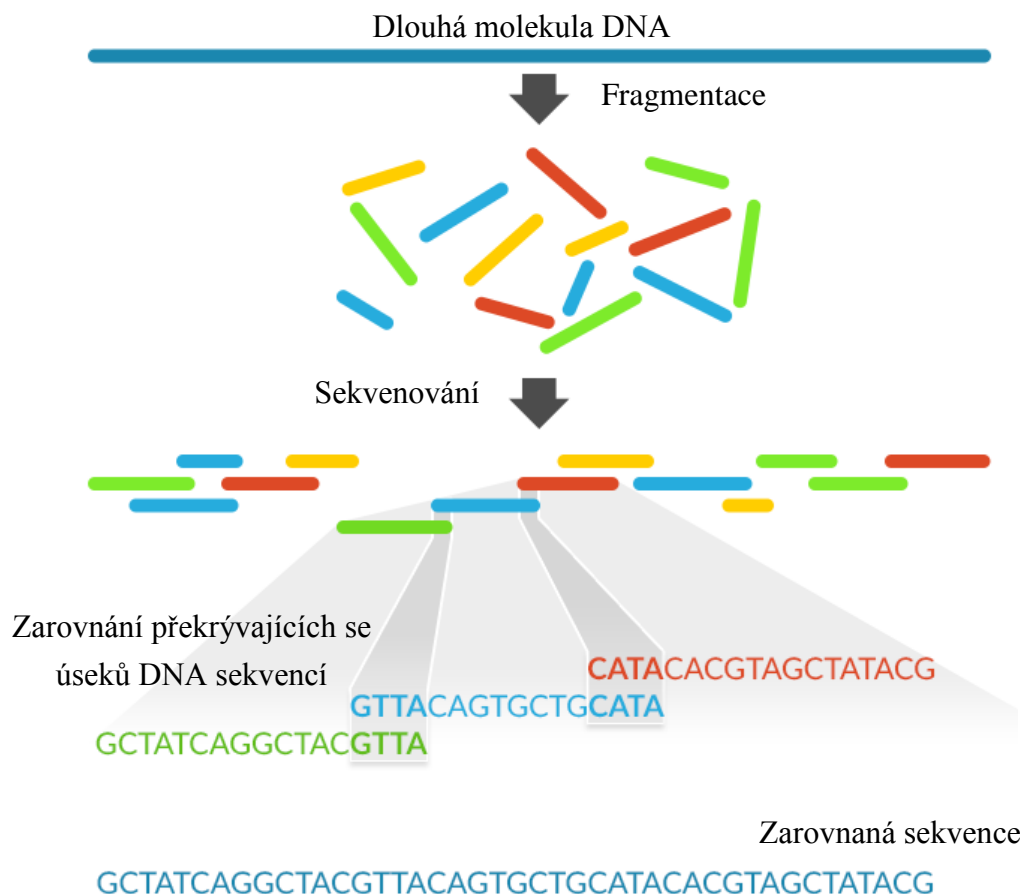 Dlouhá molekula DNA
Fragmentace
Sekvenování
Zarovnání překrývajících se
úseků DNA sekvencí
CATACACGTAGCTATACG
GTTACAGTGCTGCATA
GCTATCAGGCTACGTTA
Zarovnaná sekvence
GCTATCAGGCTACGTTACAGTGCTGCATACACGTAGCTATACG